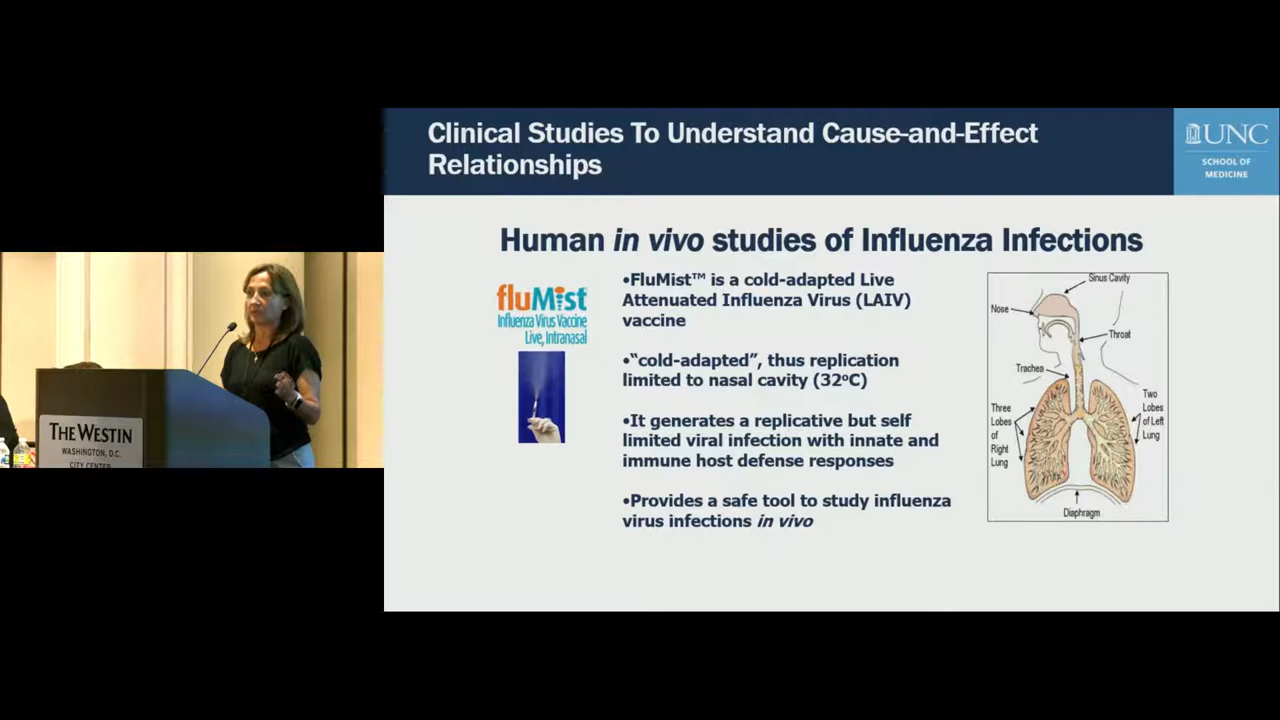 Clinical Studies To Understand Cause-and-Effect
Relationships
UNC
SCHOOL OF
MEDICINE
Human in vivo studies of Influenza Infections
fluMist
Influenza Virus Vaccine
Live, Intranasal
•FluMist™ is a cold-adapted Live
Attenuated Influenza Virus (LAIV)
vaccine
•“cold-adapted”, thus replication
limited to nasal cavity (32°C)
•It generates a replicative but self
limited viral infection with innate and
immune host defense responses
•Provides a safe tool to study influenza
virus infections in vivo
Sinus Cavity
Nose
Throat
Trachea
Three
Lobes
of
Right
Lung
Two
Lobes
of Left
Lung
Diaphragm
THE WESTIN
WASHINGTON, D.C.
CITY CENTER